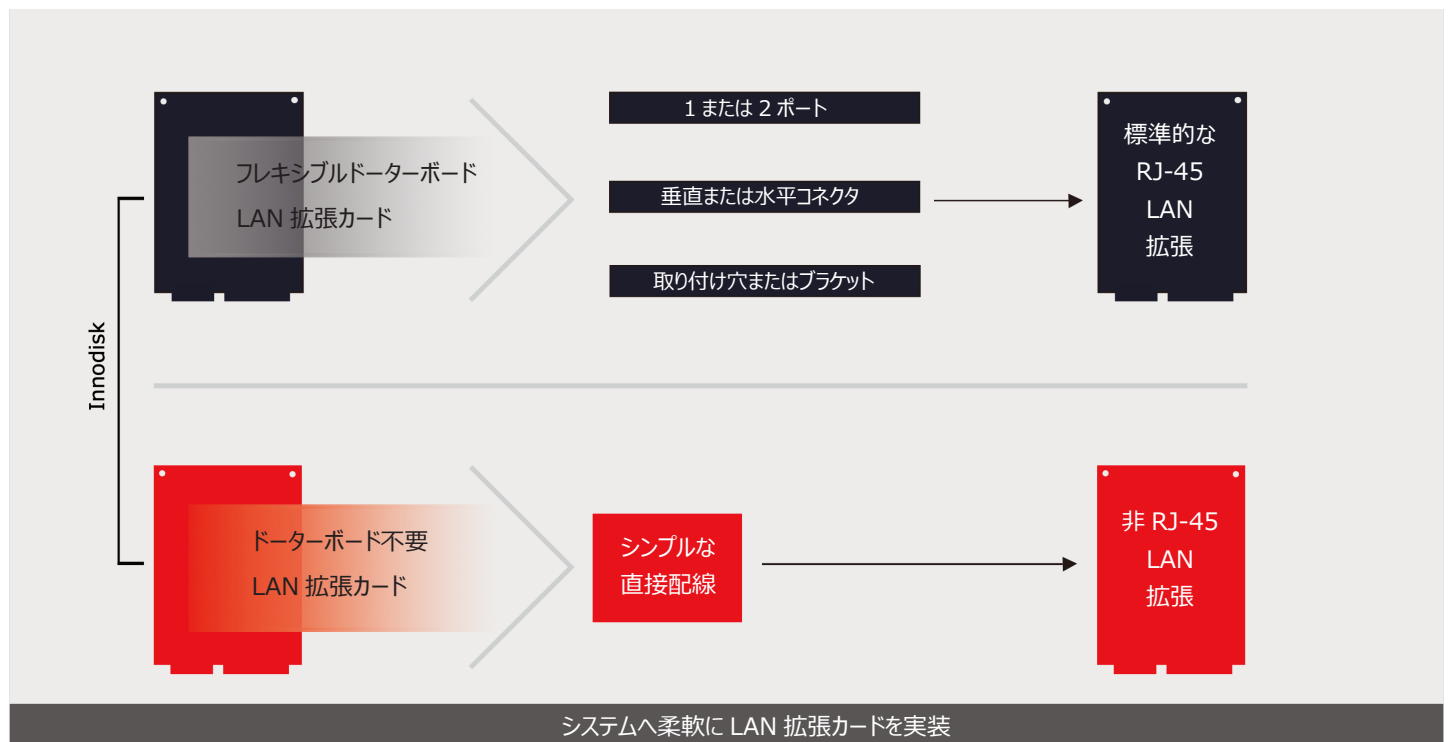 Innodisk
フレキシブルドーターボード
LAN 拡張カード
1 または 2 ポート
垂直または水平コネクタ
取り付け穴またはブラケット
標準的な
RJ-45
LAN
拡張
ドーターボード不要
LAN 拡張カード
シンプルな
直接配線
非 RJ-45
LAN
拡張
システムへ柔軟に LAN 拡張カードを実装